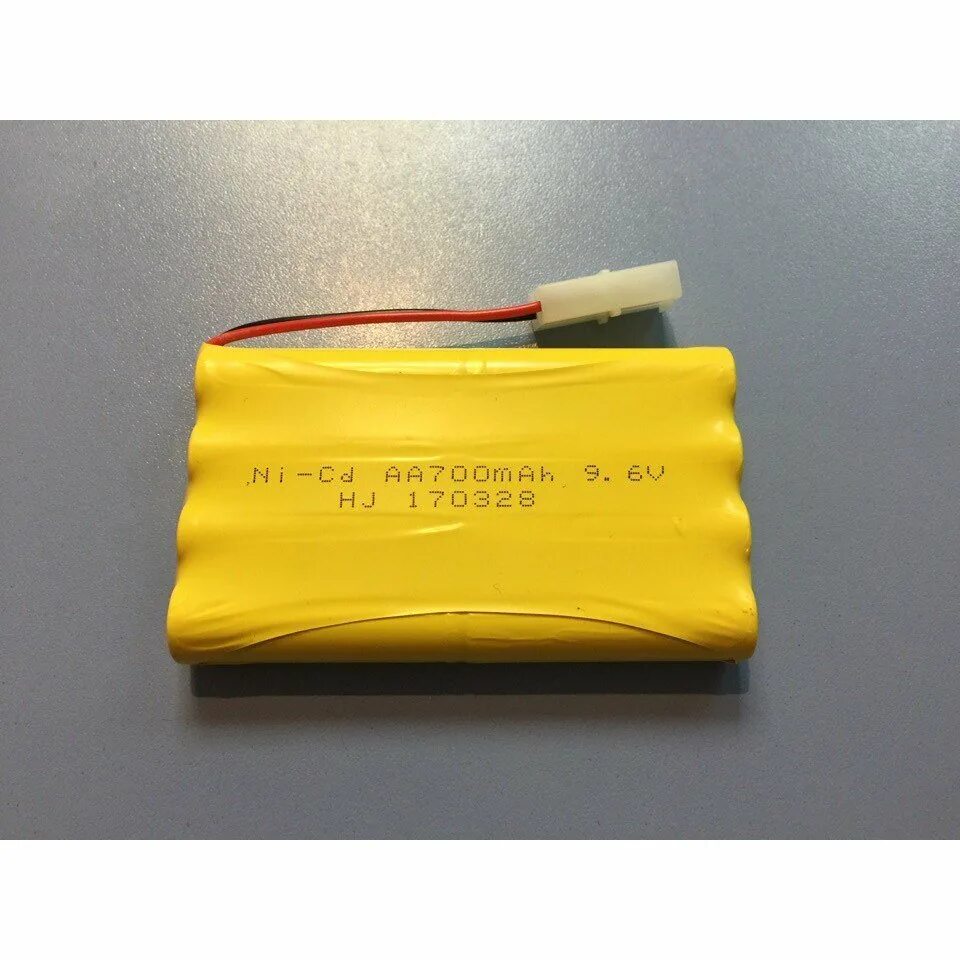 Ni-Cd AA700mAh 9.6V
HJ 170328